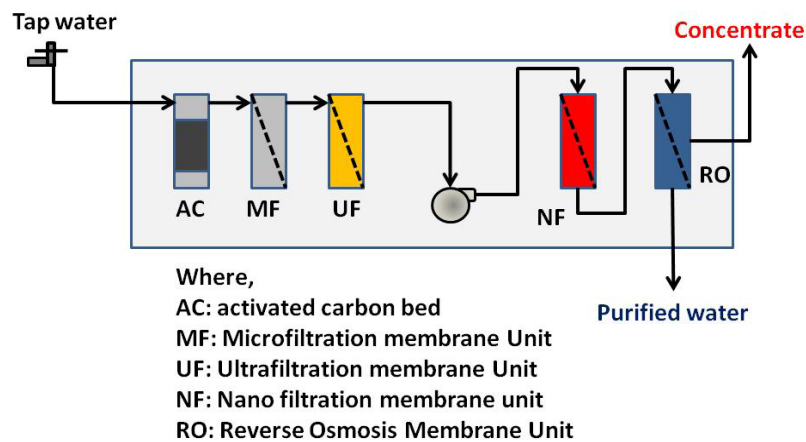 Tap water
Concentrate
AC
MF
UF
NF
RO
Purified water
Where,
AC: activated carbon bed
MF: Microfiltration membrane Unit
UF: Ultrafiltration membrane Unit
NF: Nano filtration membrane unit
RO: Reverse Osmosis Membrane Unit